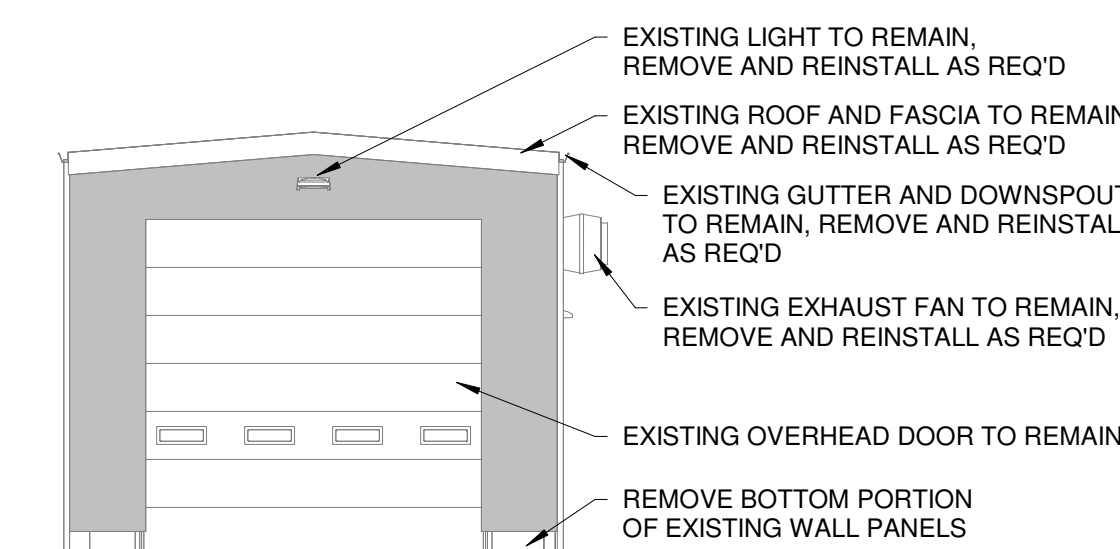 EXISTING LIGHT TO REMAIN,
REMOVE AND REINSTALL AS REQ'D
EXISTING ROOF AND FASCIA TO REMAIN
REMOVE AND REINSTALL AS REQ'D
EXISTING GUTTER AND DOWNSPOUT
TO REMAIN, REMOVE AND REINSTAL
AS REQ'D
EXISTING EXHAUST FAN TO REMAIN,
REMOVE AND REINSTALL AS REQ'D
EXISTING OVERHEAD DOOR TO REMAIN
REMOVE BOTTOM PORTION
OF EXISTING WALL PANELS